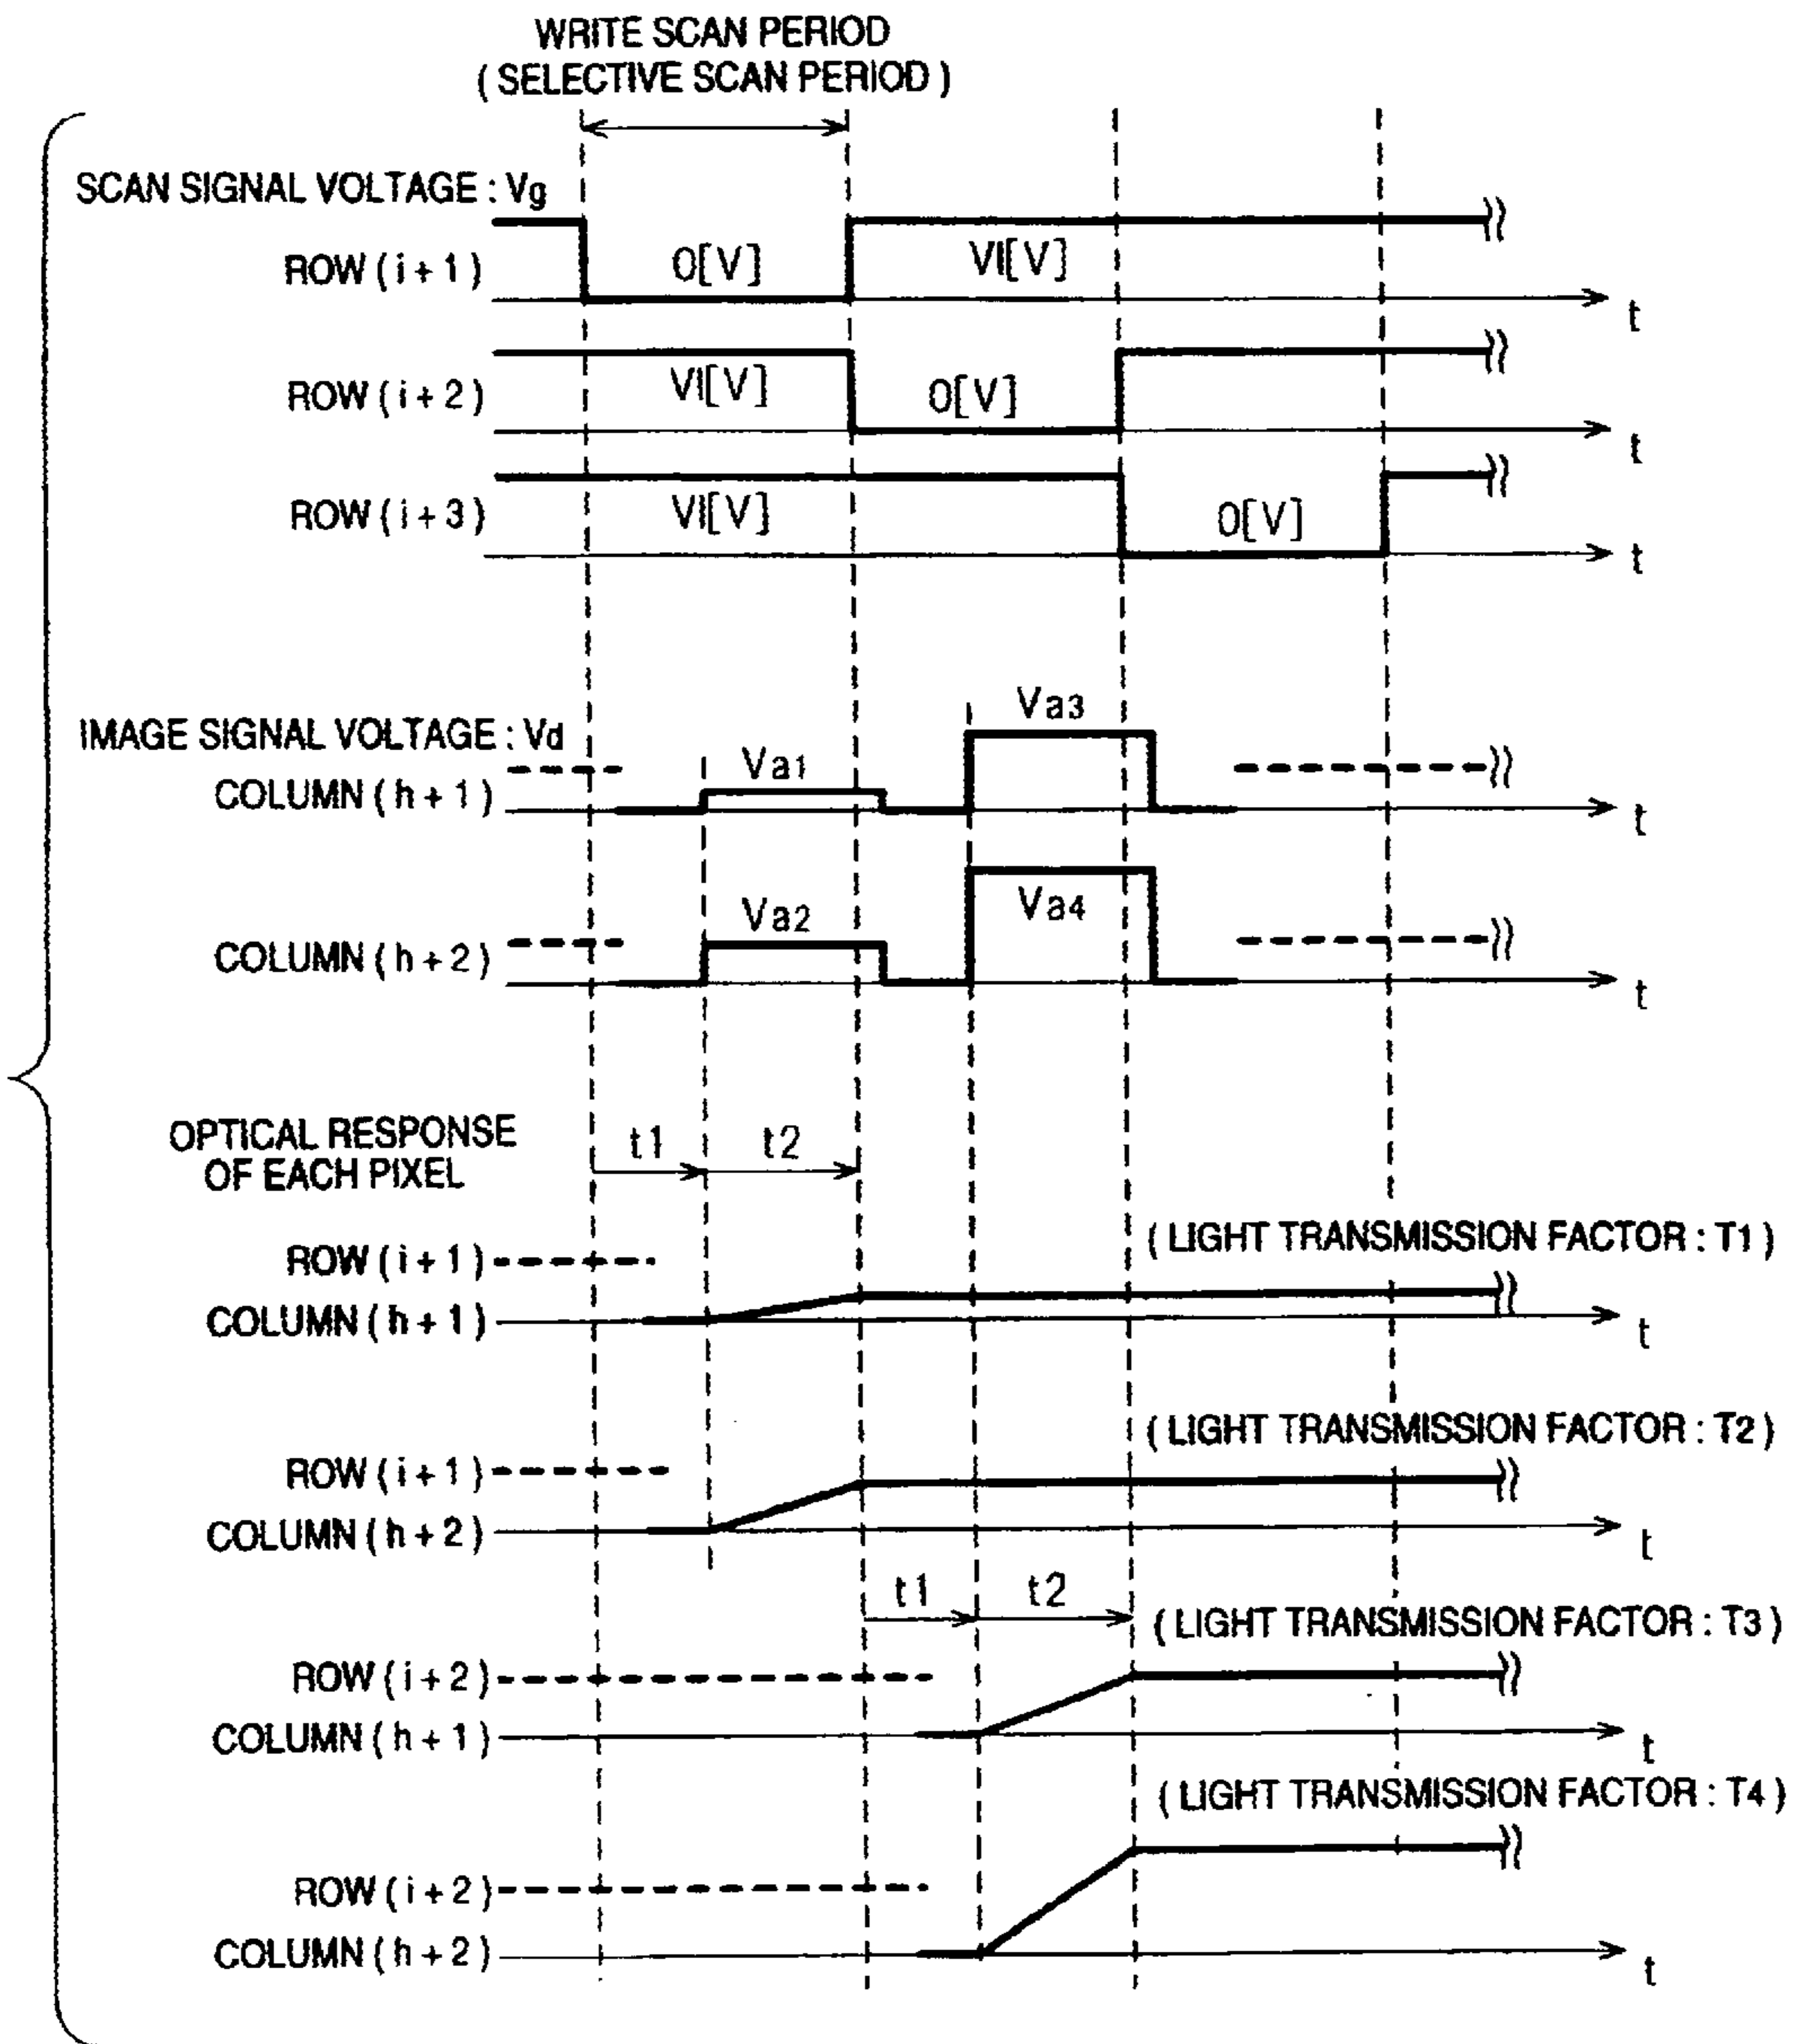 WRITE SCAN PERIOD
( SELECTIVE SCAN PERIOD )
SCAN SIGNAL VOLTAGE : Vg
ROW ( i + 1 )
0[V]
VI[V]
t
ROW ( i + 2 )
VI[V]
0[V]
t
ROW ( i + 3 )
VI[V]
0[V]
t
IMAGE SIGNAL VOLTAGE : Vd
Va3
COLUMN ( h + 1 )
Va1
t
COLUMN ( h + 2 )
Va2
Va4
t
OPTICAL RESPONSE
OF EACH PIXEL
t1
t2
( LIGHT TRANSMISSION FACTOR : T1 )
ROW ( i + 1 )
COLUMN ( h + 1 )
t
( LIGHT TRANSMISSION FACTOR : T2 )
ROW ( i + 1 )
COLUMN ( h + 2 )
t
t1
t2
( LIGHT TRANSMISSION FACTOR : T3 )
ROW ( i + 2 )
COLUMN ( h + 1 )
t
( LIGHT TRANSMISSION FACTOR : T4 )
ROW ( i + 2 )
COLUMN ( h + 2 )
t